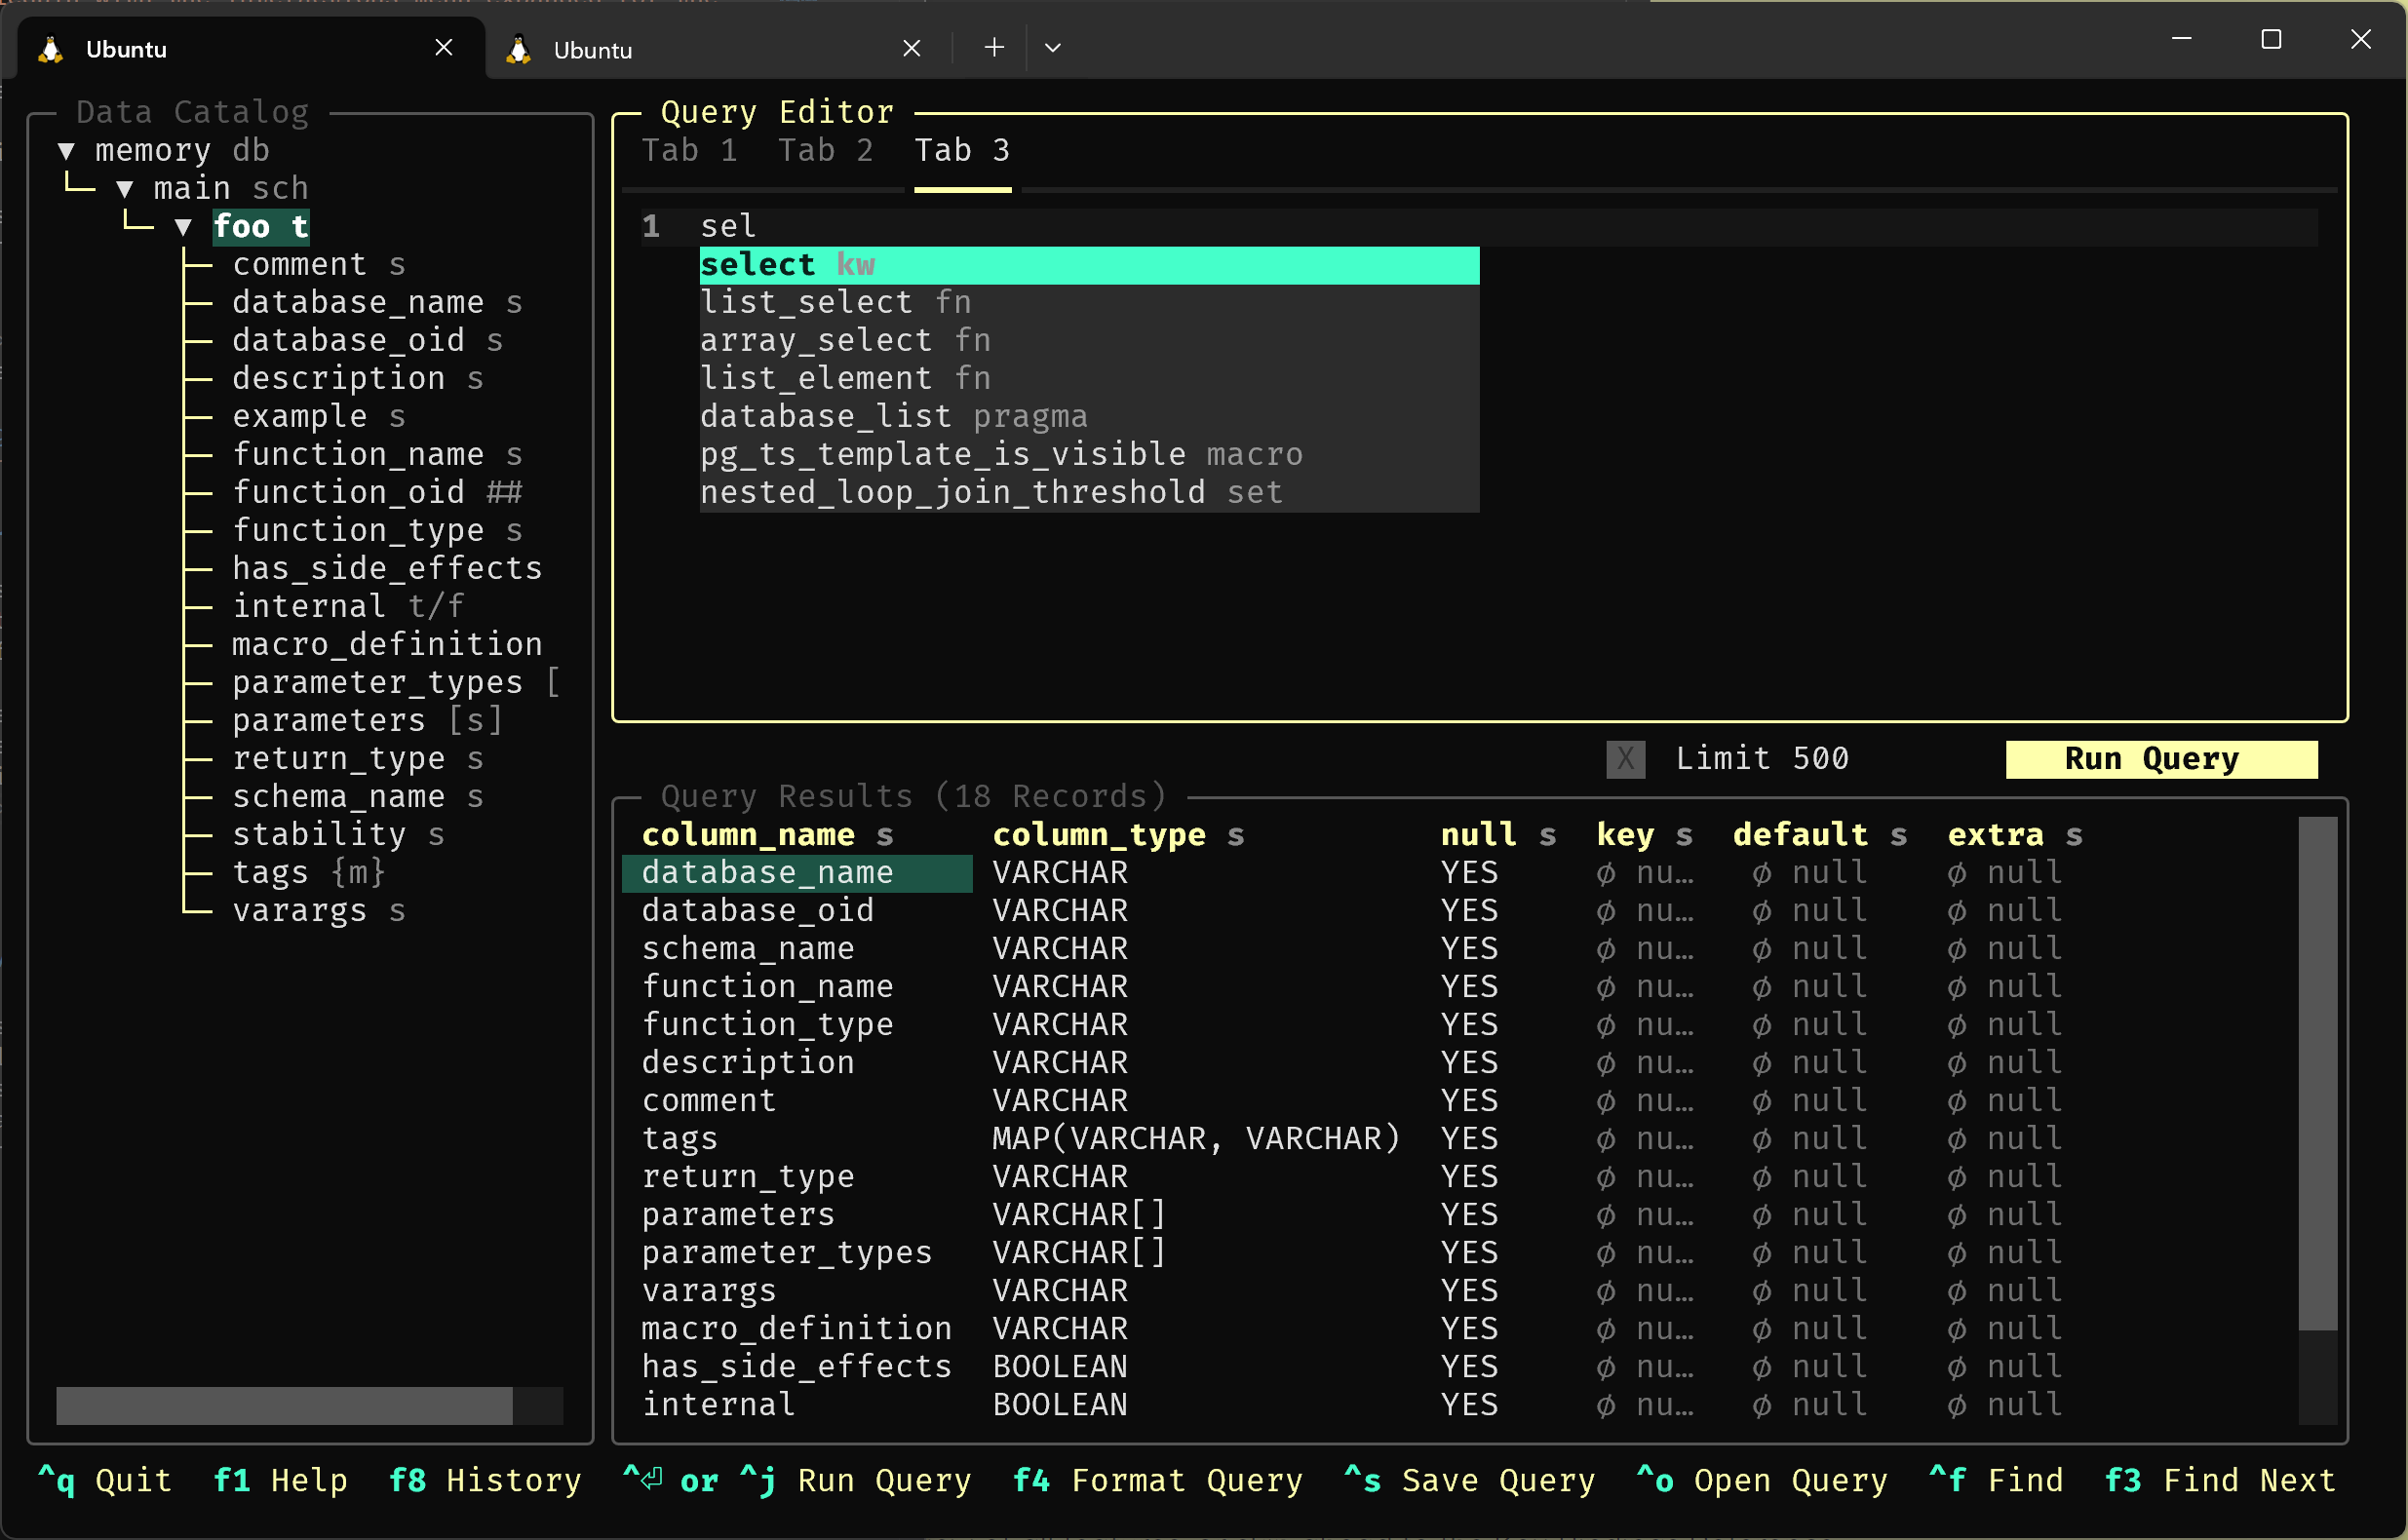 Ubuntu
Ubuntu
Data Catalog
▼ memory db
▼ main sch
▼ foo t
comment s
database_name s
database_oid s
description s
example s
function_name s
function_oid ##
function_type s
has_side_effects
internal t/f
macro_definition
parameter_types [
parameters [s]
return_type s
schema_name s
stability s
tags {m}
varargs s
Query Editor
Tab 1 Tab 2 Tab 3
1 sel
select kw
list_select fn
array_select fn
list_element fn
database_list pragma
pg_ts_template_is_visible macro
nested_loop_join_threshold set
X Limit 500 Run Query
Query Results (18 Records)
column_name s column_type s null s key s default s extra s
database_name VARCHAR YES ∅ nu… ∅ null ∅ null
database_oid VARCHAR YES ∅ nu… ∅ null ∅ null
schema_name VARCHAR YES ∅ nu… ∅ null ∅ null
function_name VARCHAR YES ∅ nu… ∅ null ∅ null
function_type VARCHAR YES ∅ nu… ∅ null ∅ null
description VARCHAR YES ∅ nu… ∅ null ∅ null
comment VARCHAR YES ∅ nu… ∅ null ∅ null
tags MAP(VARCHAR, VARCHAR) YES ∅ nu… ∅ null ∅ null
return_type VARCHAR YES ∅ nu… ∅ null ∅ null
parameters VARCHAR[] YES ∅ nu… ∅ null ∅ null
parameter_types VARCHAR[] YES ∅ nu… ∅ null ∅ null
varargs VARCHAR YES ∅ nu… ∅ null ∅ null
macro_definition VARCHAR YES ∅ nu… ∅ null ∅ null
has_side_effects BOOLEAN YES ∅ nu… ∅ null ∅ null
internal BOOLEAN YES ∅ nu… ∅ null ∅ null
^q Quit f1 Help f8 History ^⏎ or ^j Run Query f4 Format Query ^s Save Query ^o Open Query ^f Find f3 Find Next